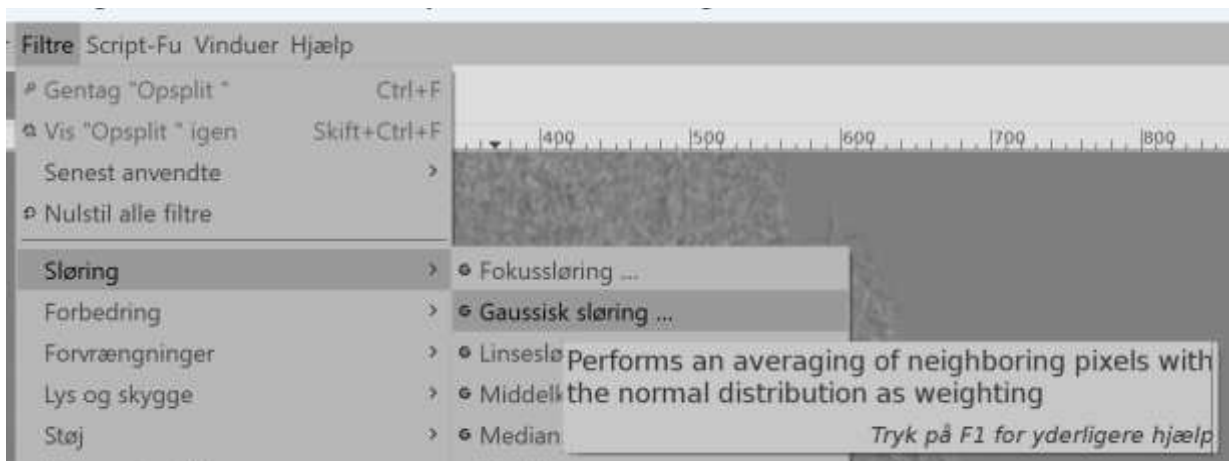 Filtre Script-Fu Vinduer Hjælp
Gentag "Opsplit " Ctrl+F
Vis "Opsplit " igen Skift+Ctrl+F
400 500 600 700 800
Senest anvendte
Nulstil alle filtre
Sløring
Fokussløring ...
Forbedring
Gaussisk sløring ...
Forvrængninger
Performs an averaging of neighboring pixels with
Lys og skygge
the normal distribution as weighting
Støj
Median
Tryk på F1 for yderligere hjælp